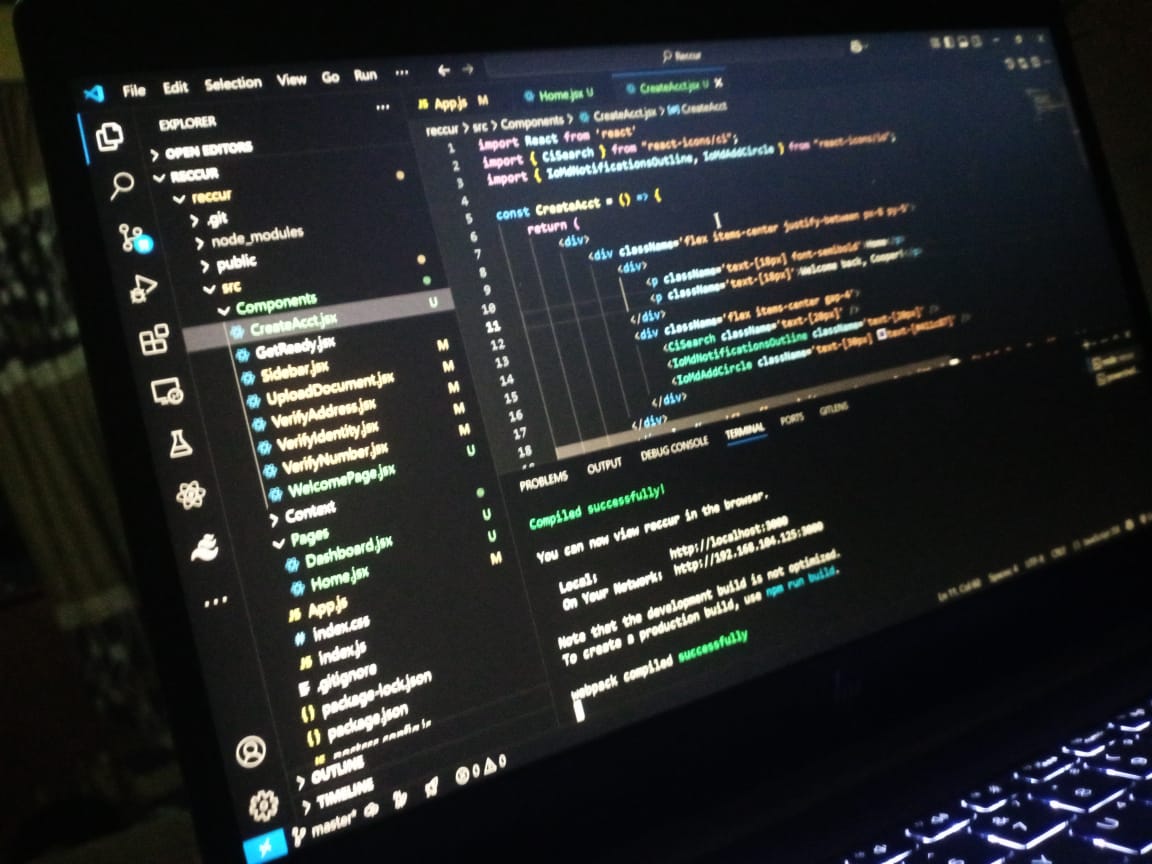 File Edit Selection View Go Run ...
Reccur
EXPLORER
...
OPEN EDITORS
RECCUR
reccur
.git
node_modules
public
src
Components
U
CreateAcct.jsx
GetReady.jsx
Sidebar.jsx M
UploadDocument.jsx M
VerifyAddress.jsx M
VerifyIdentity.jsx M
VerifyNumber.jsx M
WelcomePage.jsx U
Context
Pages
Dashboard.jsx U
Home.jsx U
App.js M
index.css
index.js
.gitignore
package-lock.json
package.json
OUTLINE
TIMELINE
master* 0 0
JS App.js M Home.jsx U CreateAcct.jsx U
reccur > src > Components > CreateAcct.jsx > CreateAcct
1 import React from 'react'
2 import { CiSearch } from "react-icons/ci";
3 import { IoMdNotificationsOutline, IoMdAddCircle } from "react-icons/io";
4
5 const CreateAcct = () => {
6 return (
7 <div>
8 <div className='flex items-center justify-between px-5 py-5'>
9 <div>
10 <p className='text-[18px] font-semibold' Home</p>
11 <p className='text-[18px]' Welcome back, Cooper!</p>
12 </div>
13 <div className='flex items-center gap-6'>
14 <CiSearch className='text-[20px]' />
15 <IoMdNotificationsOutline className='text-[20px]' />
16 <IoMdAddCircle className='text-[30px]
17 </div>
18 </div>
PROBLEMS OUTPUT DEBUG CONSOLE TERMINAL PORTS GITLENS
Compiled successfully!
You can now view reccur in the browser.
Local: http://localhost:3000
On Your Network: http://192.168.104.125:3000
Note that the development build is not optimized.
To create a production build, use npm run build.
webpack compiled successfully